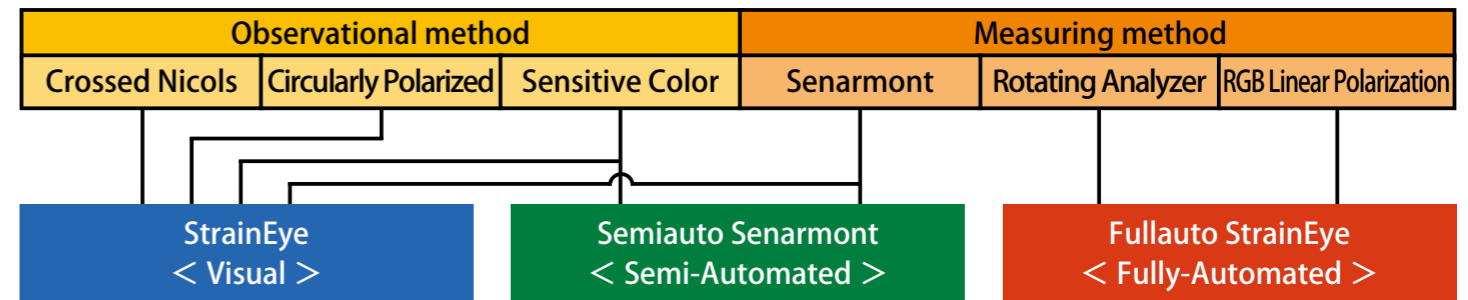 Observational method
Measuring method
Crossed Nicols
Circularly Polarized
Sensitive Color
Senarmont
Rotating Analyzer
RGB Linear Polarization
StrainEye
< Visual >
Semiauto Senarmont
< Semi-Automated >
Fullauto StrainEye
< Fully-Automated >